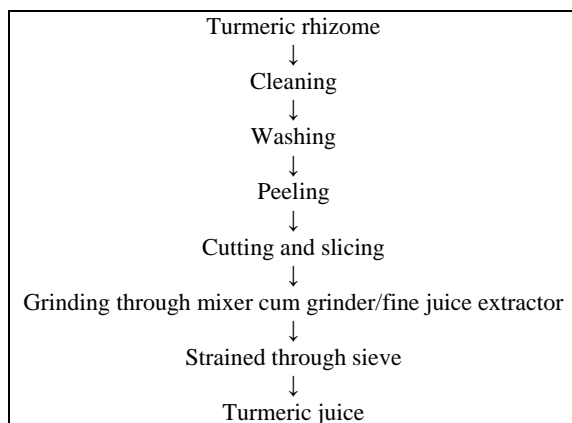 Turmeric rhizome
↓
Cleaning
↓
Washing
↓
Peeling
↓
Cutting and slicing
↓
Grinding through mixer cum grinder/fine juice extractor
↓
Strained through sieve
↓
Turmeric juice